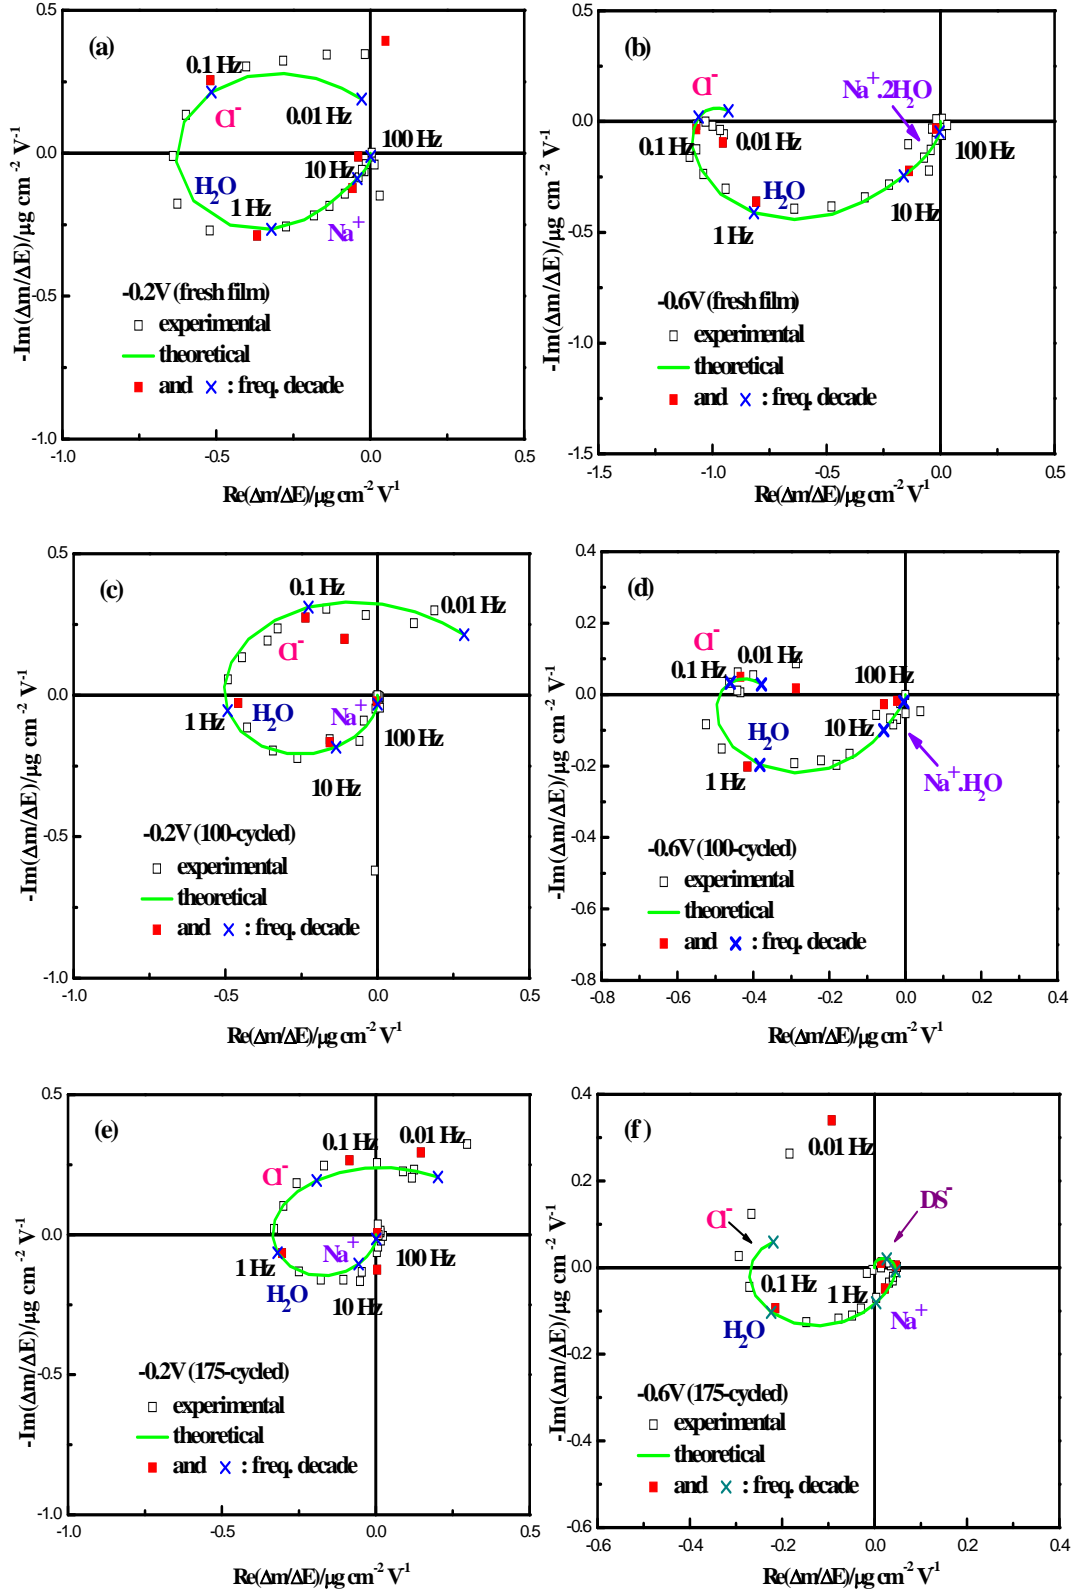 (a)
0.5
0.0
-0.5
-1.0
-1.0
-0.5
0.0
0.5
-Im(Δm/ΔE)/μg cm-2 V-1
Re(Δm/ΔE)/μg cm-2 V-1
0.1 Hz
Cl-
0.01 Hz
100 Hz
10 Hz
H2O
1 Hz
Na+
-0.2V (fresh film)
experimental
theoretical
and × : freq. decade
(b)
0.5
0.0
-0.5
-1.0
-1.5
-1.5
-1.0
-0.5
0.0
0.5
-Im(Δm/ΔE)/μg cm-2 V-1
Re(Δm/ΔE)/μg cm-2 V-1
Cl-
Na+.2H2O
0.1 Hz
0.01 Hz
100 Hz
H2O
10 Hz
1 Hz
-0.6V (fresh film)
experimental
theoretical
and × : freq. decade
(c)
0.5
0.0
-0.5
-1.0
-1.0
-0.5
0.0
0.5
-Im(Δm/ΔE)/μg cm-2 V-1
Re(Δm/ΔE)/μg cm-2 V-1
0.1 Hz
0.01 Hz
Cl-
1 Hz
H2O
Na+
100 Hz
10 Hz
-0.2V (100-cycled)
experimental
theoretical
and × : freq. decade
(d)
0.4
0.2
0.0
-0.2
-0.4
-0.6
-0.8
-0.8
-0.6
-0.4
-0.2
0.0
0.2
0.4
-Im(Δm/ΔE)/μg cm-2 V-1
Re(Δm/ΔE)/μg cm-2 V-1
Cl-
0.1 Hz
0.01 Hz
100 Hz
H2O
10 Hz
1 Hz
Na+.H2O
-0.6V (100-cycled)
experimental
theoretical
and × : freq. decade
(e)
0.5
0.0
-0.5
-1.0
-1.0
-0.5
0.0
0.5
-Im(Δm/ΔE)/μg cm-2 V-1
Re(Δm/ΔE)/μg cm-2 V-1
0.1 Hz
0.01 Hz
Cl-
1 Hz
Na+
100 Hz
H2O
10 Hz
-0.2V (175-cycled)
experimental
theoretical
and × : freq. decade
(f)
0.4
0.2
0.0
-0.2
-0.4
-0.6
-0.6
-0.4
-0.2
0.0
0.2
0.4
-Im(Δm/ΔE)/μg cm-2 V-1
Re(Δm/ΔE)/μg cm-2 V-1
0.01 Hz
Cl-
DS-
0.1 Hz
1 Hz
H2O
Na+
-0.6V (175-cycled)
experimental
theoretical
and × : freq. decade